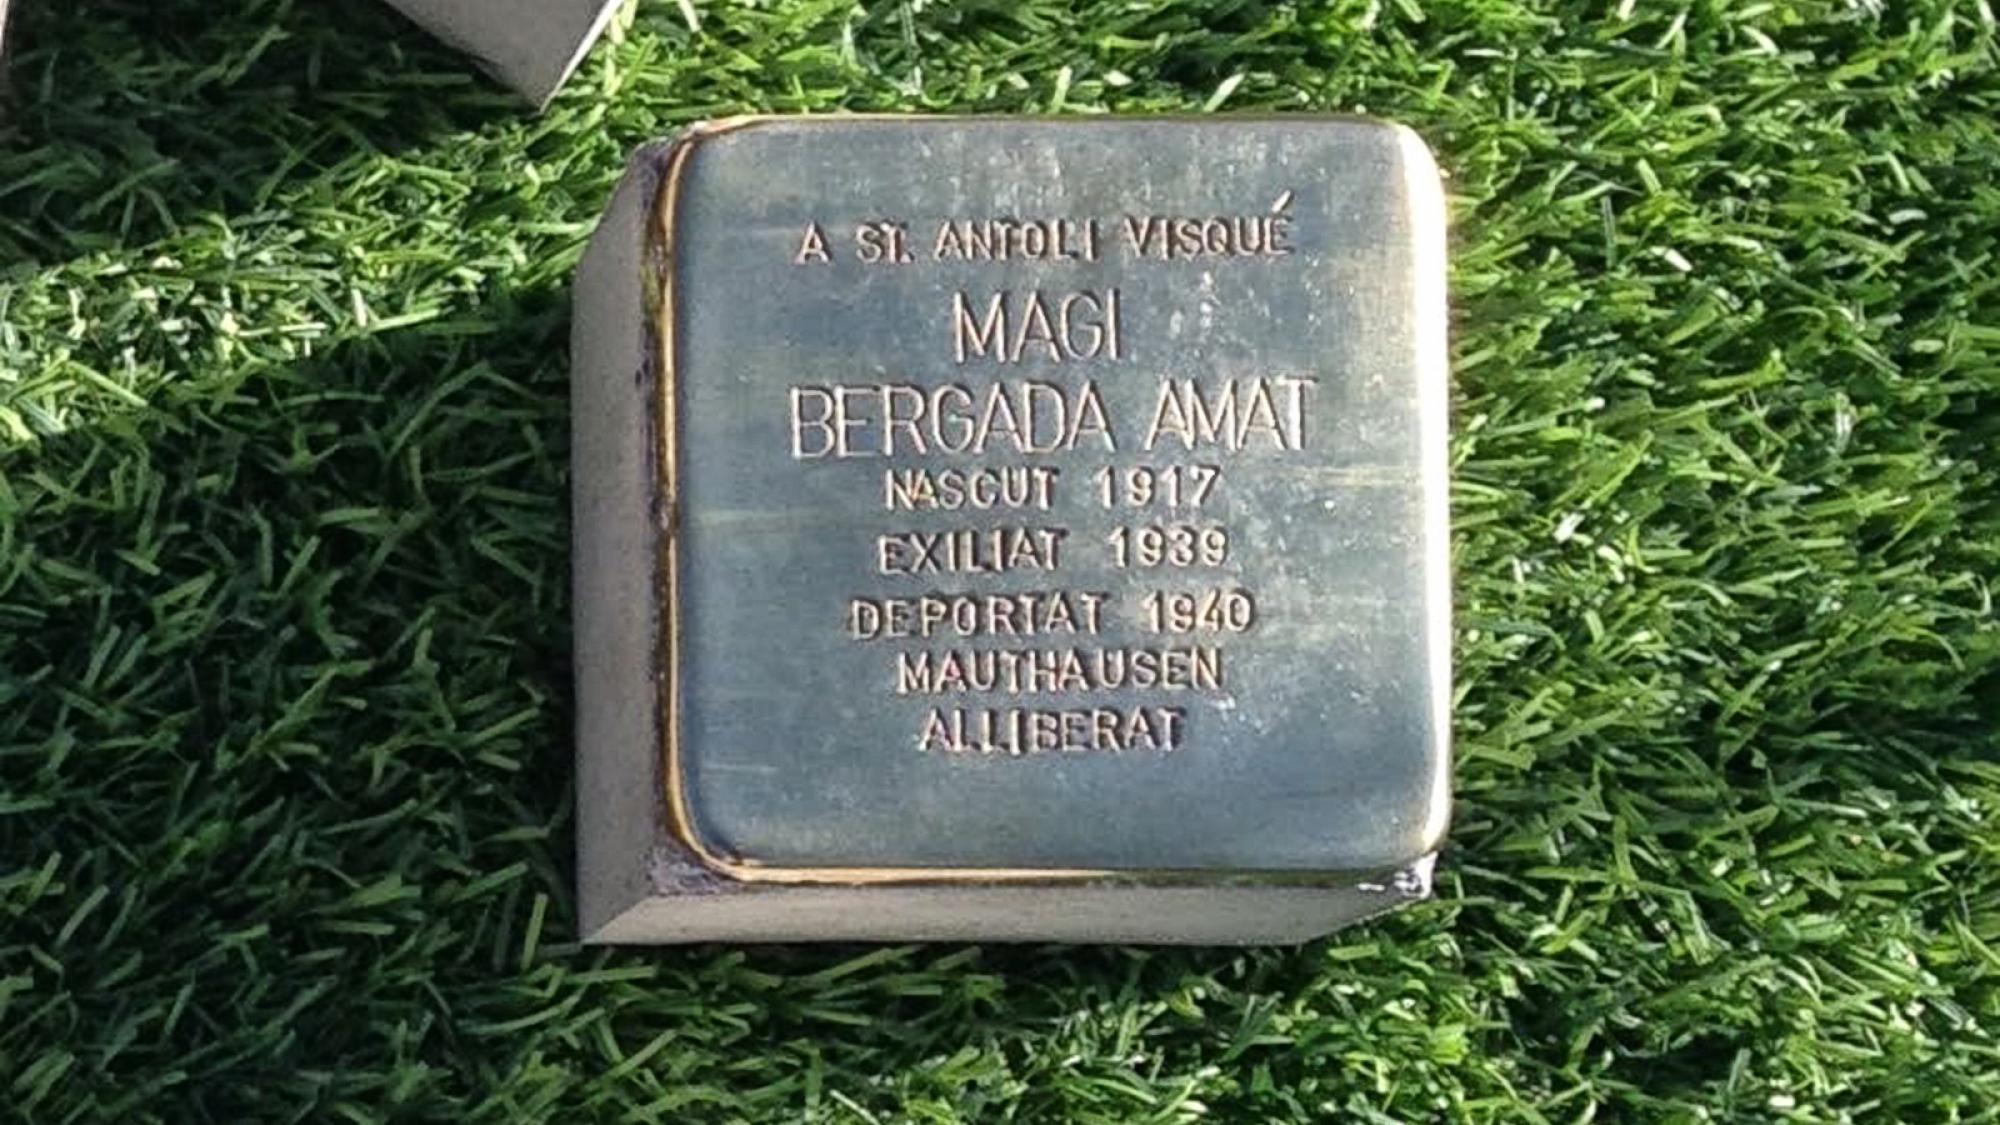 A ST. ANTOLI VISQUÉ
MAGI
BERGADA AMAT
NASCUT 1917
EXILIAT 1939
DEPORTAT 1940
MAUTHAUSEN
ALLIBERAT